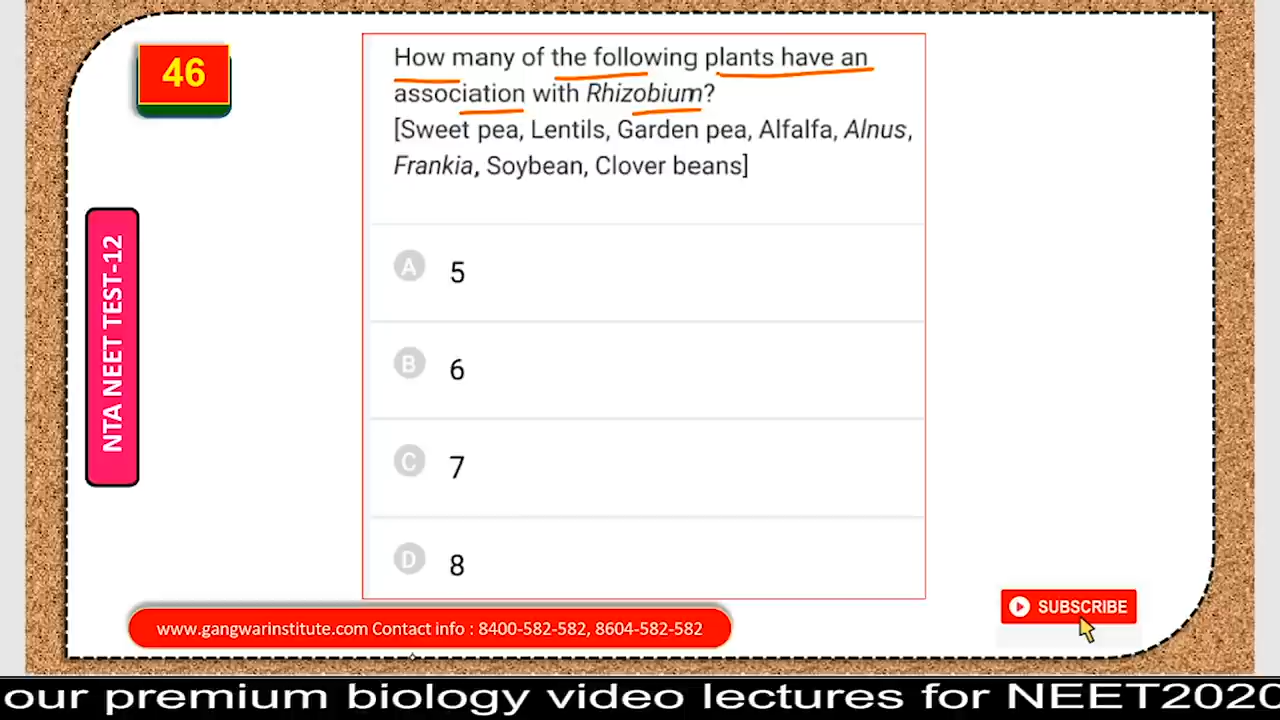 46
How many of the following plants have an
association with Rhizobium?
[Sweet pea, Lentils, Garden pea, Alfalfa, Alnus,
Frankia, Soybean, Clover beans]
NTA NEET TEST-12
A 5
B 6
C 7
D 8
SUBSCRIBE
www.gangwarinstitute.com Contact info : 8400-582-582, 8604-582-582
our premium biology video lectures for NEET2020